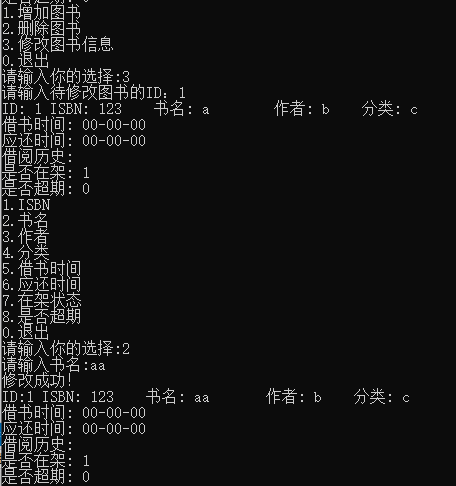 1.增加图书
2.删除图书
3.修改图书信息
0.退出
请输入你的选择:3
请输入待修改图书的ID：1
ID: 1 ISBN: 123 书名: a 作者: b 分类: c
借书时间: 00-00-00
应还时间: 00-00-00
借阅历史:
是否在架: 1
是否超期: 0
1.ISBN
2.书名
3.作者
4.分类
5.借书时间
6.应还时间
7.在架状态
8.是否超期
0.退出
请输入你的选择:2
请输入书名:aa
修改成功!
ID:1 ISBN: 123 书名: aa 作者: b 分类: c
借书时间: 00-00-00
应还时间: 00-00-00
借阅历史:
是否在架: 1
是否超期: 0